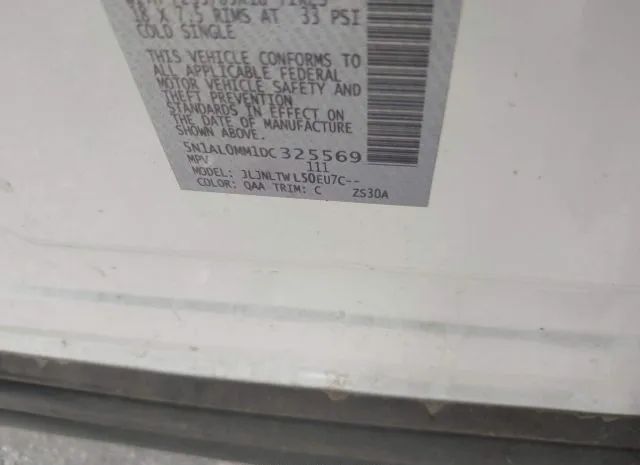 18 X 7.5 RIMS AT 33 PSI
COLD SINGLE
THIS VEHICLE CONFORMS TO
ALL APPLICABLE FEDERAL
MOTOR VEHICLE SAFETY AND
THEFT PREVENTION
STANDARDS IN EFFECT ON
THE DATE OF MANUFACTURE
SHOWN ABOVE.
5N1AL0MM1DC325569
MPV 111
MODEL: JLJNLTWL50EU7C--
COLOR: QAA TRIM: C ZS30A